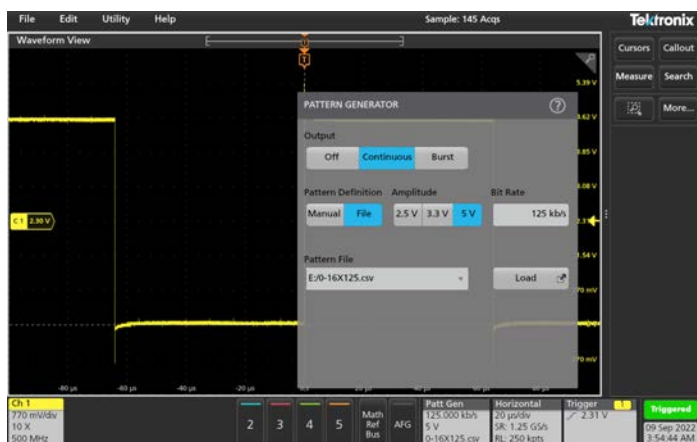 File Edit Utility Help Sample: 145 Acqs Tektronix
Waveform View
Cursors Callout
Measure Search
More...
U
T
5.39 V
4.62 V
3.85 V
3.08 V
1.54 V
C 1 2.30 V
PATTERN GENERATOR ?
Output
Off Continuous Burst
Pattern Definition Amplitude Bit Rate
Manual File 2.5 V 3.3 V 5 V 125 kb/s
Pattern File
E:/0-16X125.csv Load
-80 µs -60 µs -40 µs -20 µs
Ch 1
770 mV/div
10 X
500 MHz
2 3 4 5
Math
Ref
Bus
AFG
Patt Gen
125.000 kb/s
5 V
0-16X125.csv
Horizontal
20 µs/div
SR: 1.25 GS/s
RL: 250 kpts
Trigger 1
2.31 V
Triggered
09 Sep 2022
3:54:44 AM